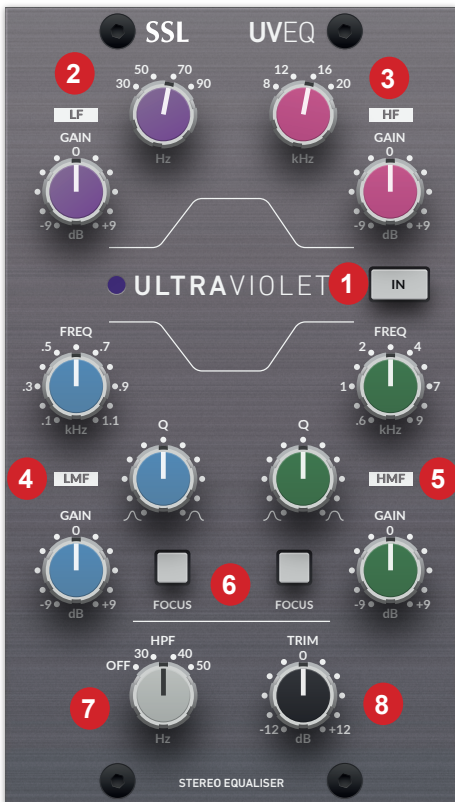 SSL UVEQ
2
50 70
30 90
Hz
12 16
8 20
kHz
3
LF
GAIN
0
-9 +9
dB
HF
GAIN
0
-9 +9
dB
ULTRAVIOLET
1
IN
FREQ
.5 .7
.3 .9
.1 1.1
kHz
FREQ
2 4
1 7
.6 9
kHz
Q
Q
4
LMF
HMF
5
GAIN
0
-9 +9
dB
GAIN
0
-9 +9
dB
6
FOCUS
FOCUS
HPF
30 40
OFF 50
Hz
7
TRIM
0
-12 +12
dB
8
STEREO EQUALISER